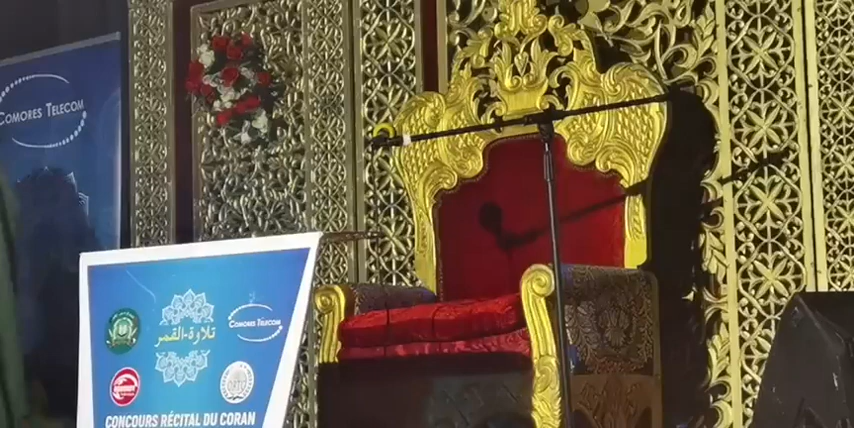 COMORES TELECOM
تلاوة-القمر
COMORES TELECOM
CONCOURS RÉCITAL DU CORAN